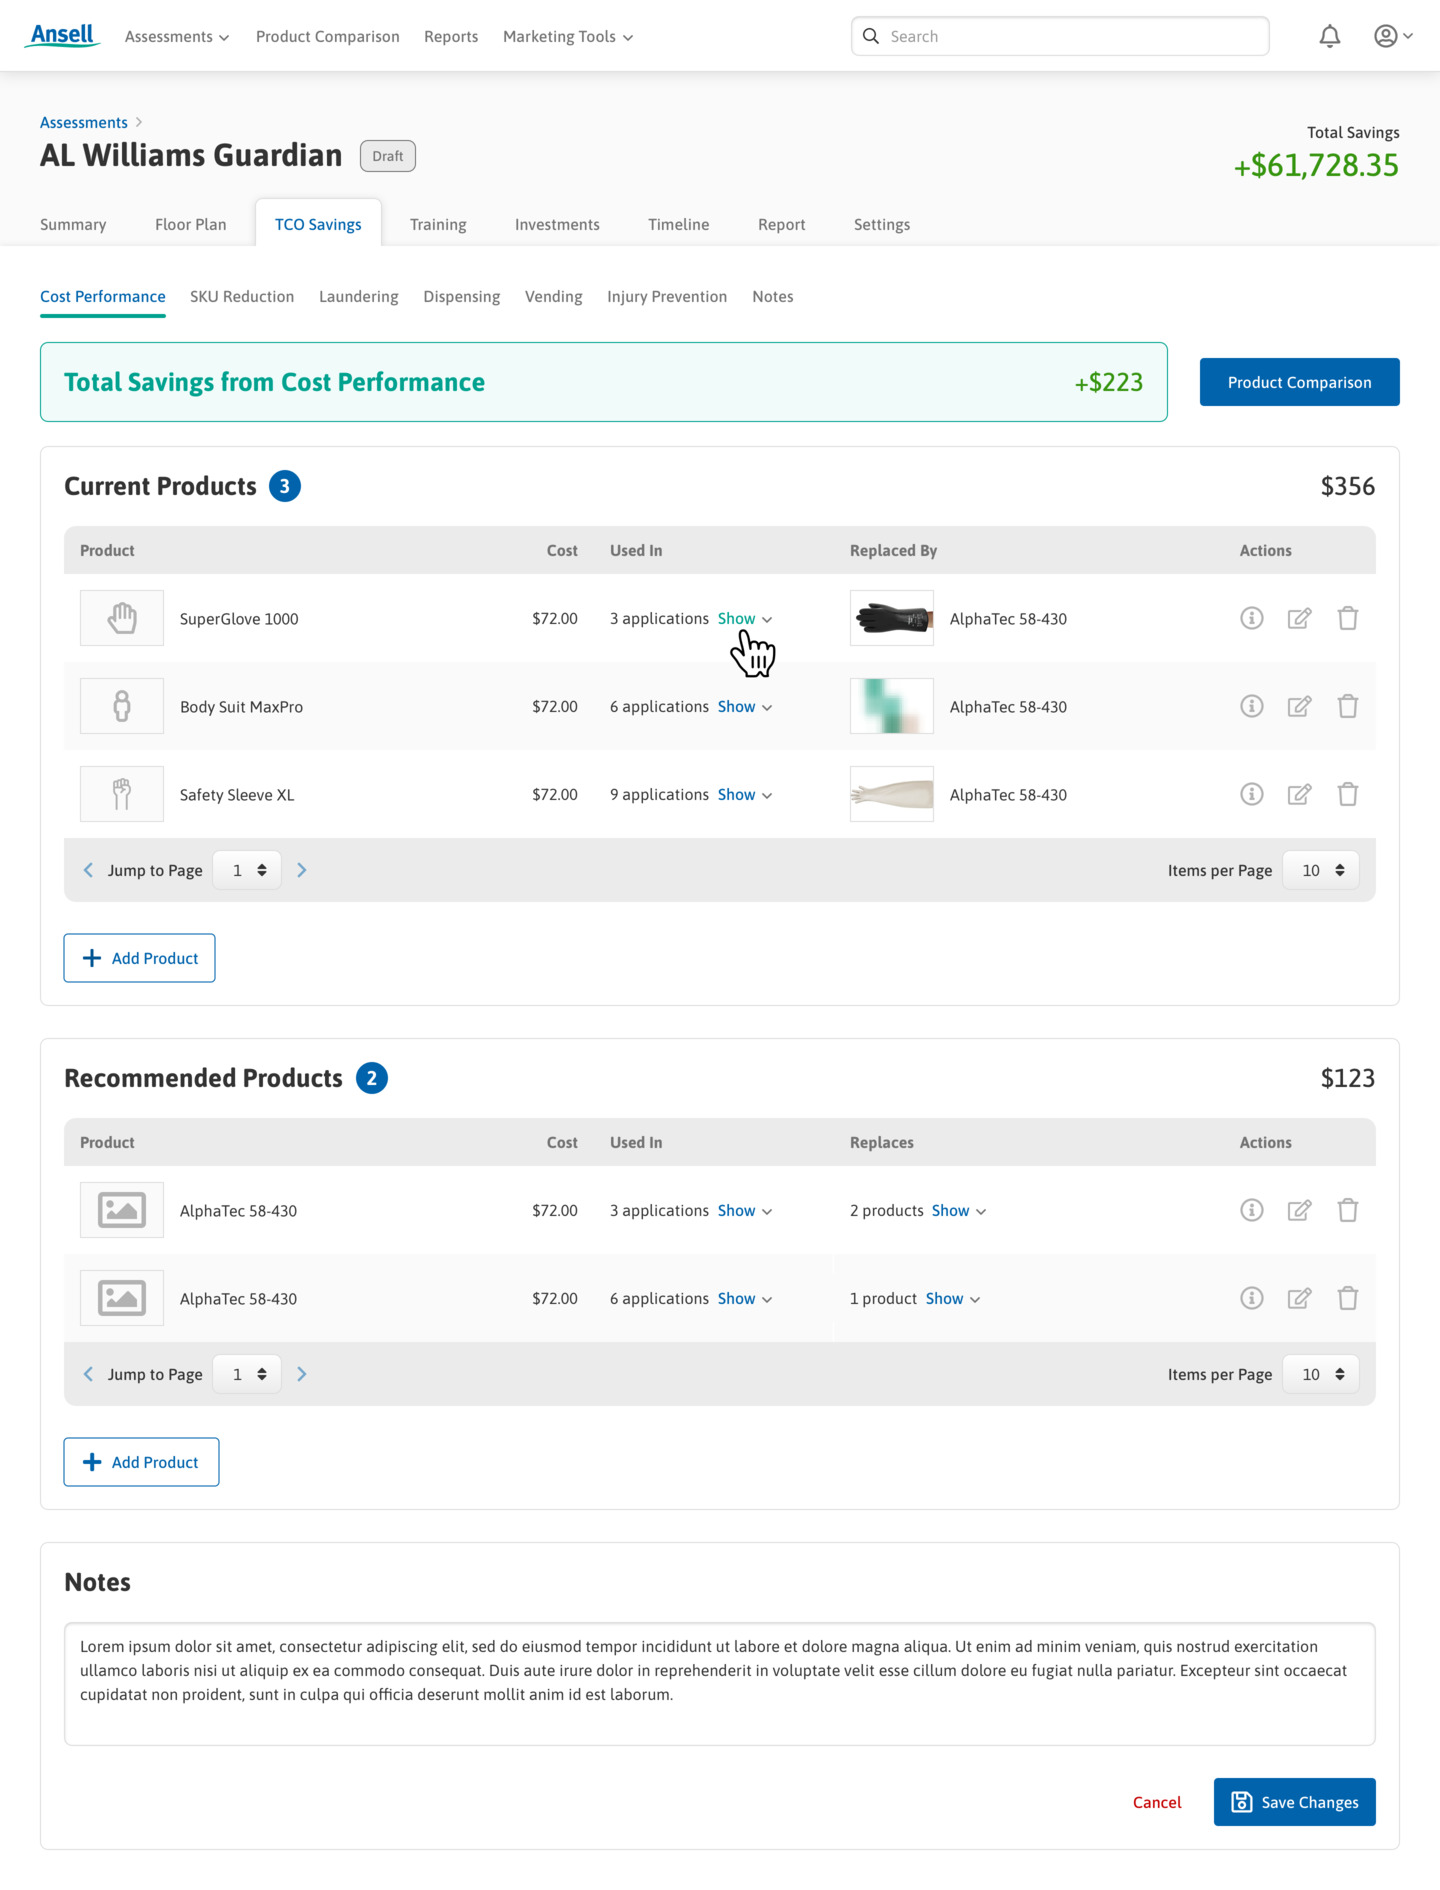 Ansell Assessments Product Comparison Reports Marketing Tools Search
Assessments
AL Williams Guardian Draft
Total Savings
+$61,728.35
Summary Floor Plan TCO Savings Training Investments Timeline Report Settings
Cost Performance SKU Reduction Laundering Dispensing Vending Injury Prevention Notes
Total Savings from Cost Performance +$223 Product Comparison
Current Products 3 $356
Product Cost Used In Replaced By Actions
SuperGlove 1000 $72.00 3 applications Show AlphaTec 58-430
Body Suit MaxPro $72.00 6 applications Show AlphaTec 58-430
Safety Sleeve XL $72.00 9 applications Show AlphaTec 58-430
Jump to Page 1 Items per Page 10
Add Product
Recommended Products 2 $123
Product Cost Used In Replaces Actions
AlphaTec 58-430 $72.00 3 applications Show 2 products Show
AlphaTec 58-430 $72.00 6 applications Show 1 product Show
Jump to Page 1 Items per Page 10
Add Product
Notes
Lorem ipsum dolor sit amet, consectetur adipiscing elit, sed do eiusmod tempor incididunt ut labore et dolore magna aliqua. Ut enim ad minim veniam, quis nostrud exercitation
ullamco laboris nisi ut aliquip ex ea commodo consequat. Duis aute irure dolor in reprehenderit in voluptate velit esse cillum dolore eu fugiat nulla pariatur. Excepteur sint occaecat
cupidatat non proident, sunt in culpa qui officia deserunt mollit anim id est laborum.
Cancel Save Changes